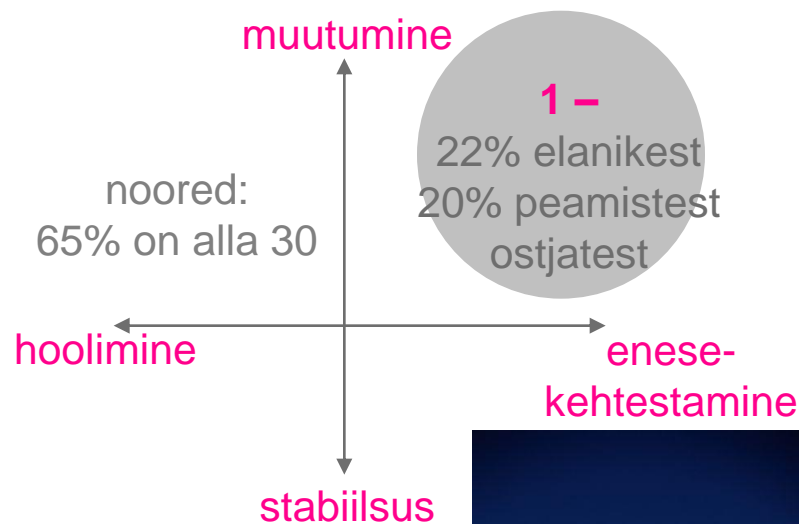 muutumine
1 –
22% elanikest
20% peamistest
ostjatest
noored:
65% on alla 30
hoolimine
enese-
kehtestamine
stabiilsus